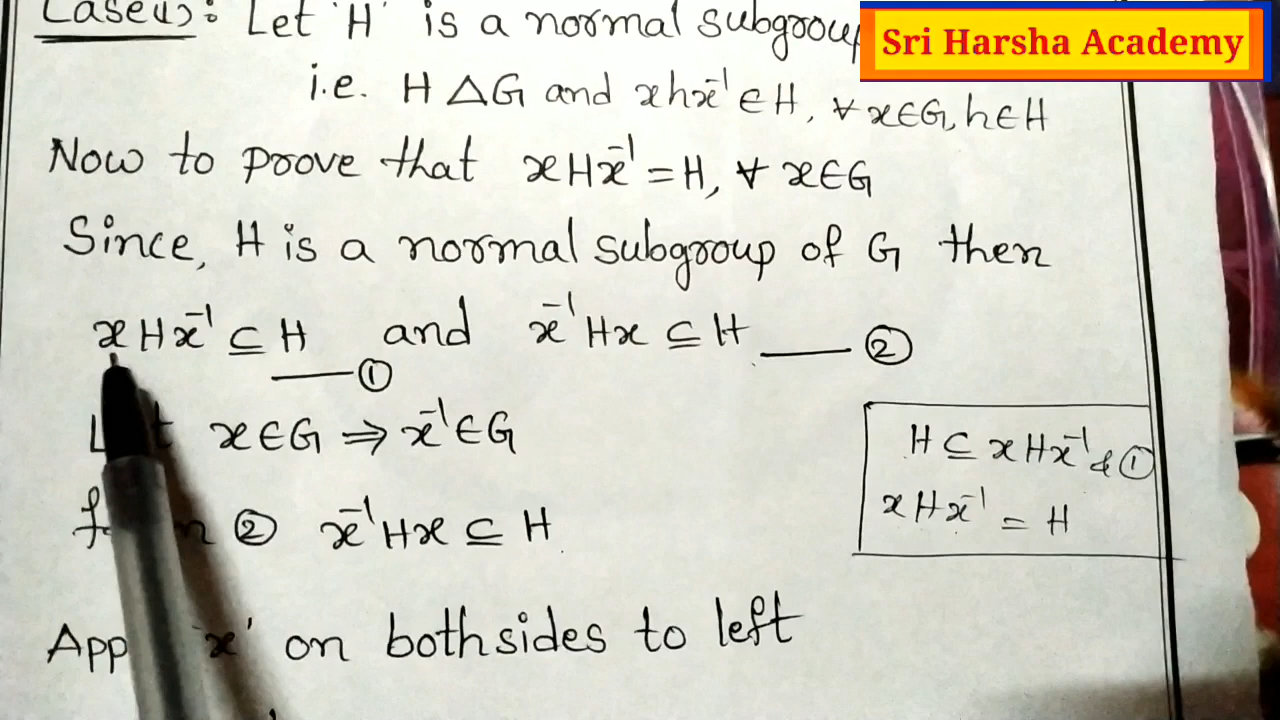 Case(1): Let 'H' is a normal subgroup
Sri Harsha Academy
i.e. H △ G and xhx⁻¹ ∈ H, ∀ x∈G, h∈H
Now to prove that xHx⁻¹ = H, ∀ x∈G
Since, H is a normal subgroup of G then
xHx⁻¹ ⊆ H and x⁻¹Hx ⊆ H —— ②
—— ①
x∈G ⇒ x⁻¹∈G
H ⊆ xHx⁻¹ & ①
xHx⁻¹ = H
② x⁻¹Hx ⊆ H
'x' on bothsides to left